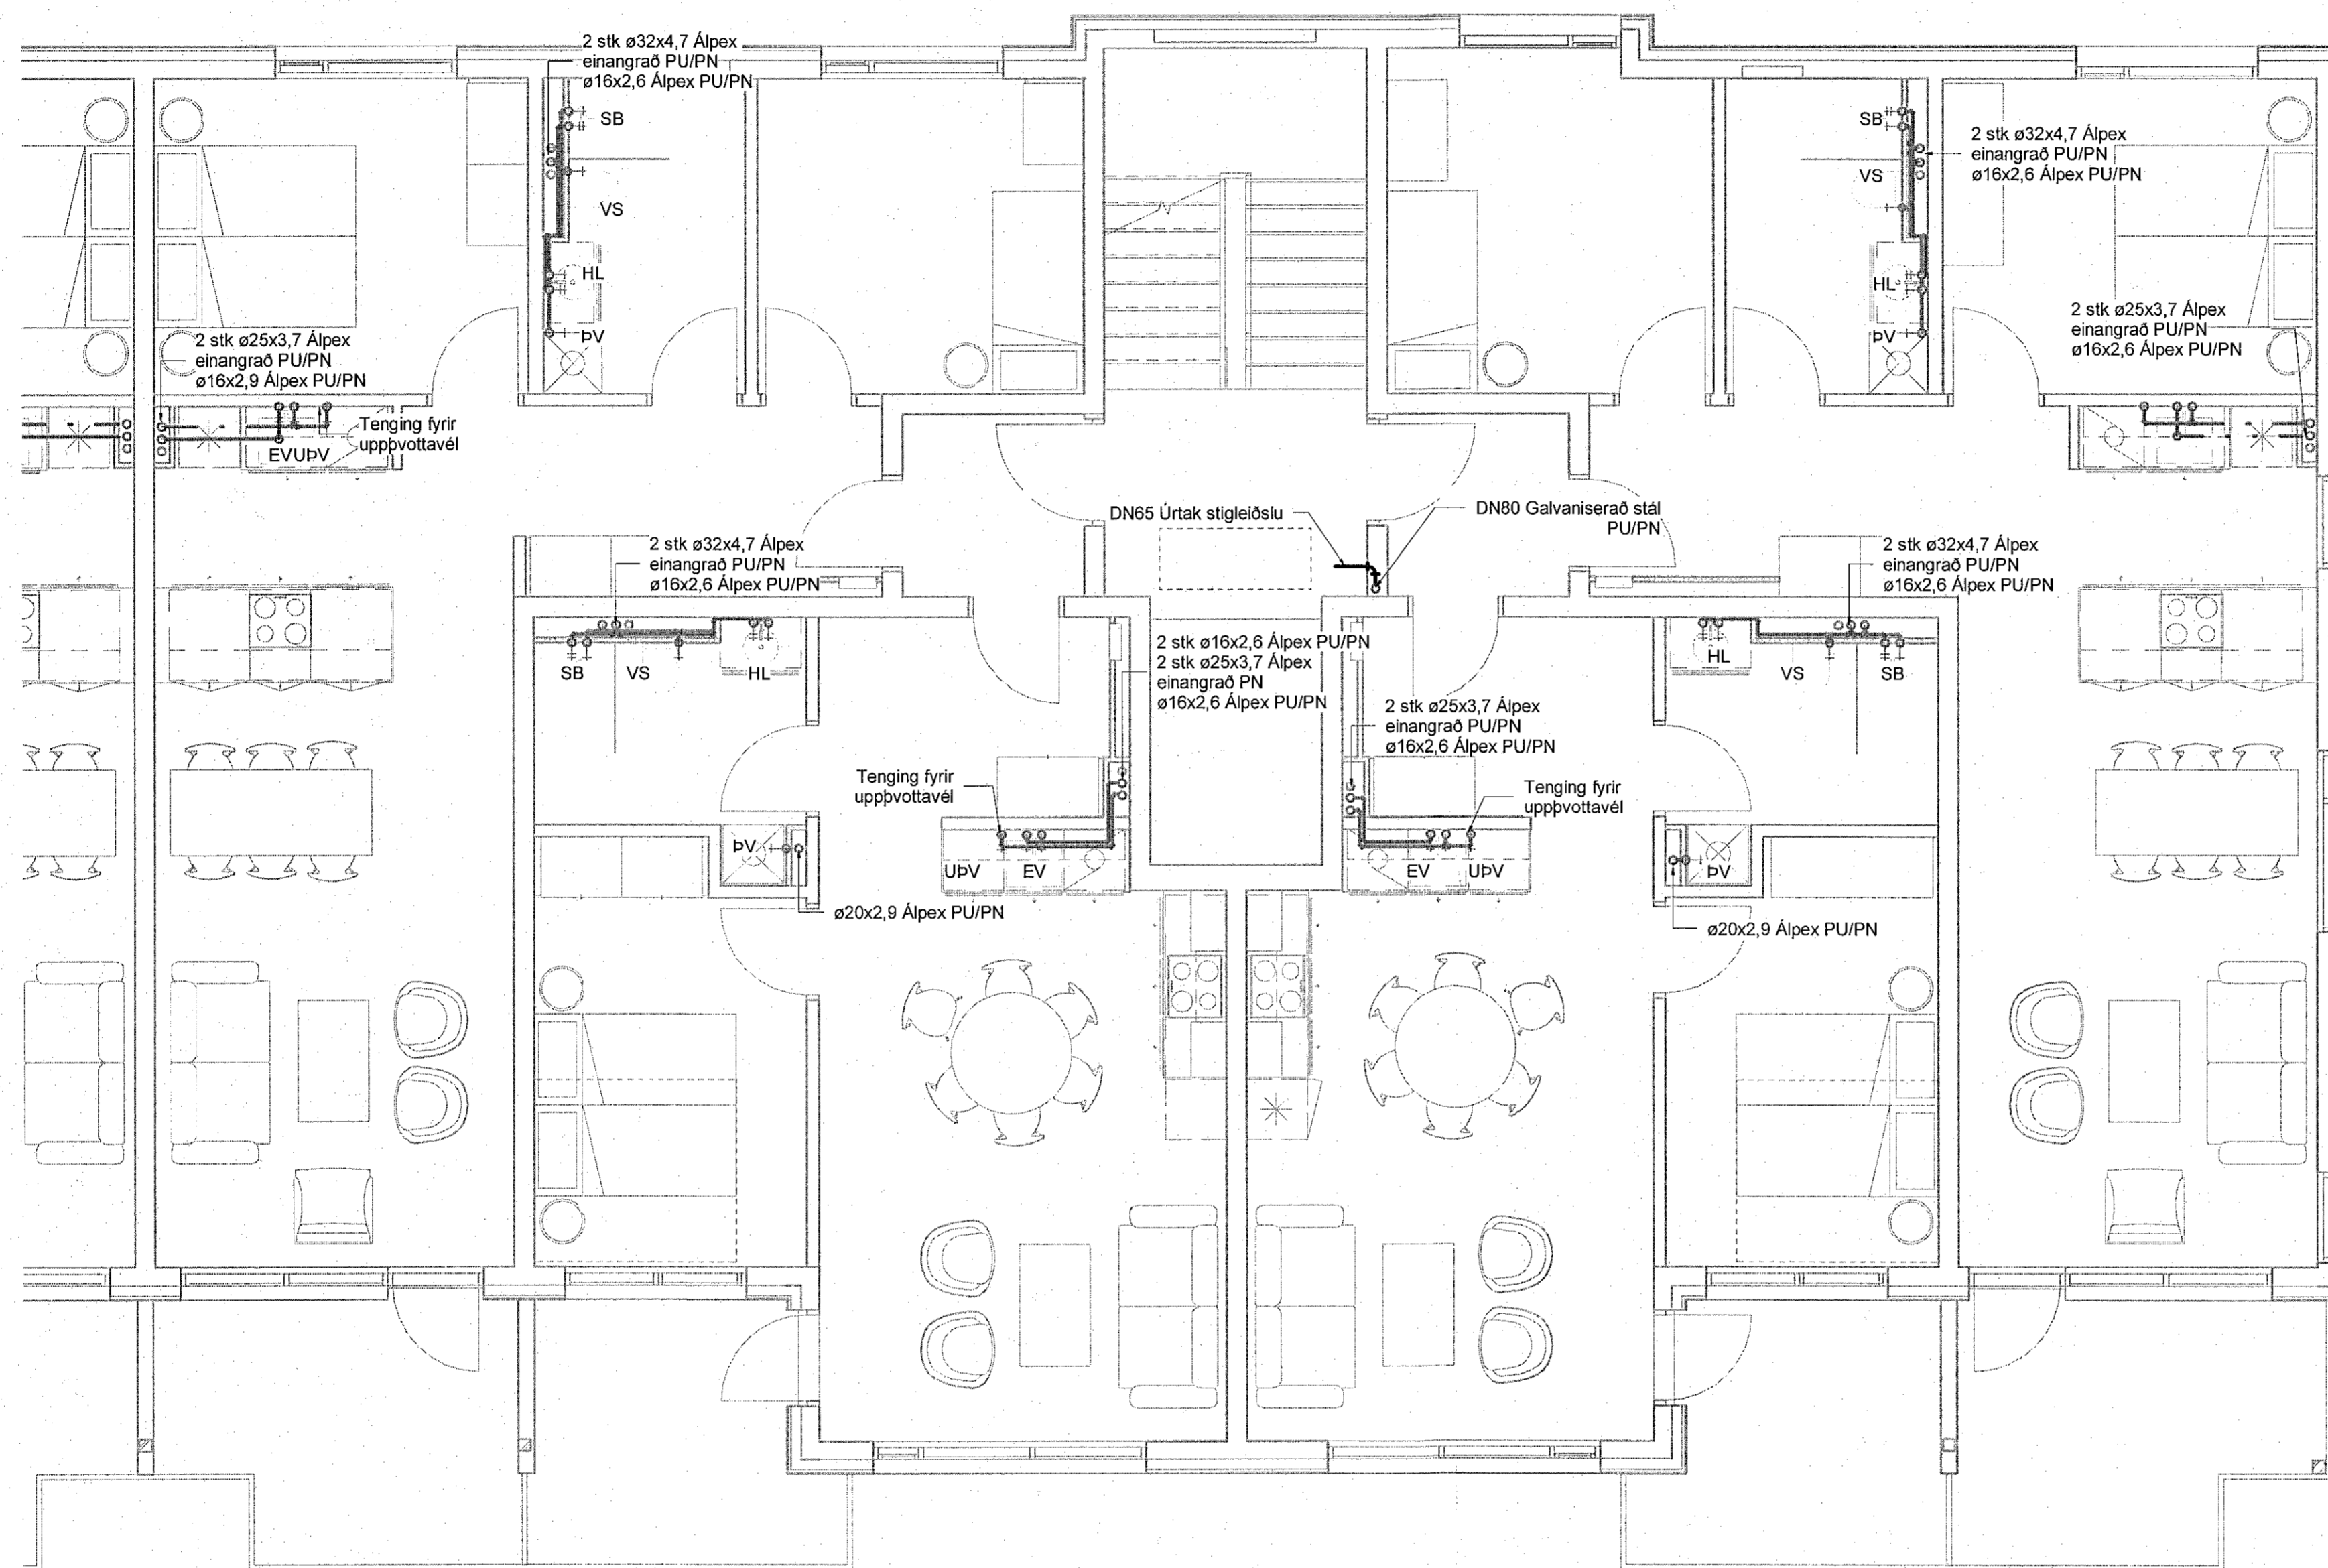 2 stk ø32x4,7 Álpex
einangrað PU/PN
ø16x2,6 Álpex PU/PN
SB
VS
HL
ÞV
SB
VS
HL
ÞV
2 stk ø32x4,7 Álpex
einangrað PU/PN
ø16x2,6 Álpex PU/PN
2 stk ø25x3,7 Álpex
einangrað PU/PN
ø16x2,9 Álpex PU/PN
Tenging fyrir
uppþvottavél
EVUÞV
2 stk ø25x3,7 Álpex
einangrað PU/PN
ø16x2,6 Álpex PU/PN
DN65 Úrtak stigleiðslu
DN80 Galvaniserað stál
PU/PN
2 stk ø32x4,7 Álpex
einangrað PU/PN
ø16x2,6 Álpex PU/PN
SB
VS
HL
2 stk ø32x4,7 Álpex
einangrað PU/PN
ø16x2,6 Álpex PU/PN
HL
VS
SB
2 stk ø16x2,6 Álpex PU/PN
2 stk ø25x3,7 Álpex
einangrað PN
ø16x2,6 Álpex PU/PN
2 stk ø25x3,7 Álpex
einangrað PU/PN
ø16x2,6 Álpex PU/PN
Tenging fyrir
uppþvottavél
Tenging fyrir
uppþvottavél
ÞV
UÞV
EV
EV
UÞV
ÞV
ø20x2,9 Álpex PU/PN
ø20x2,9 Álpex PU/PN